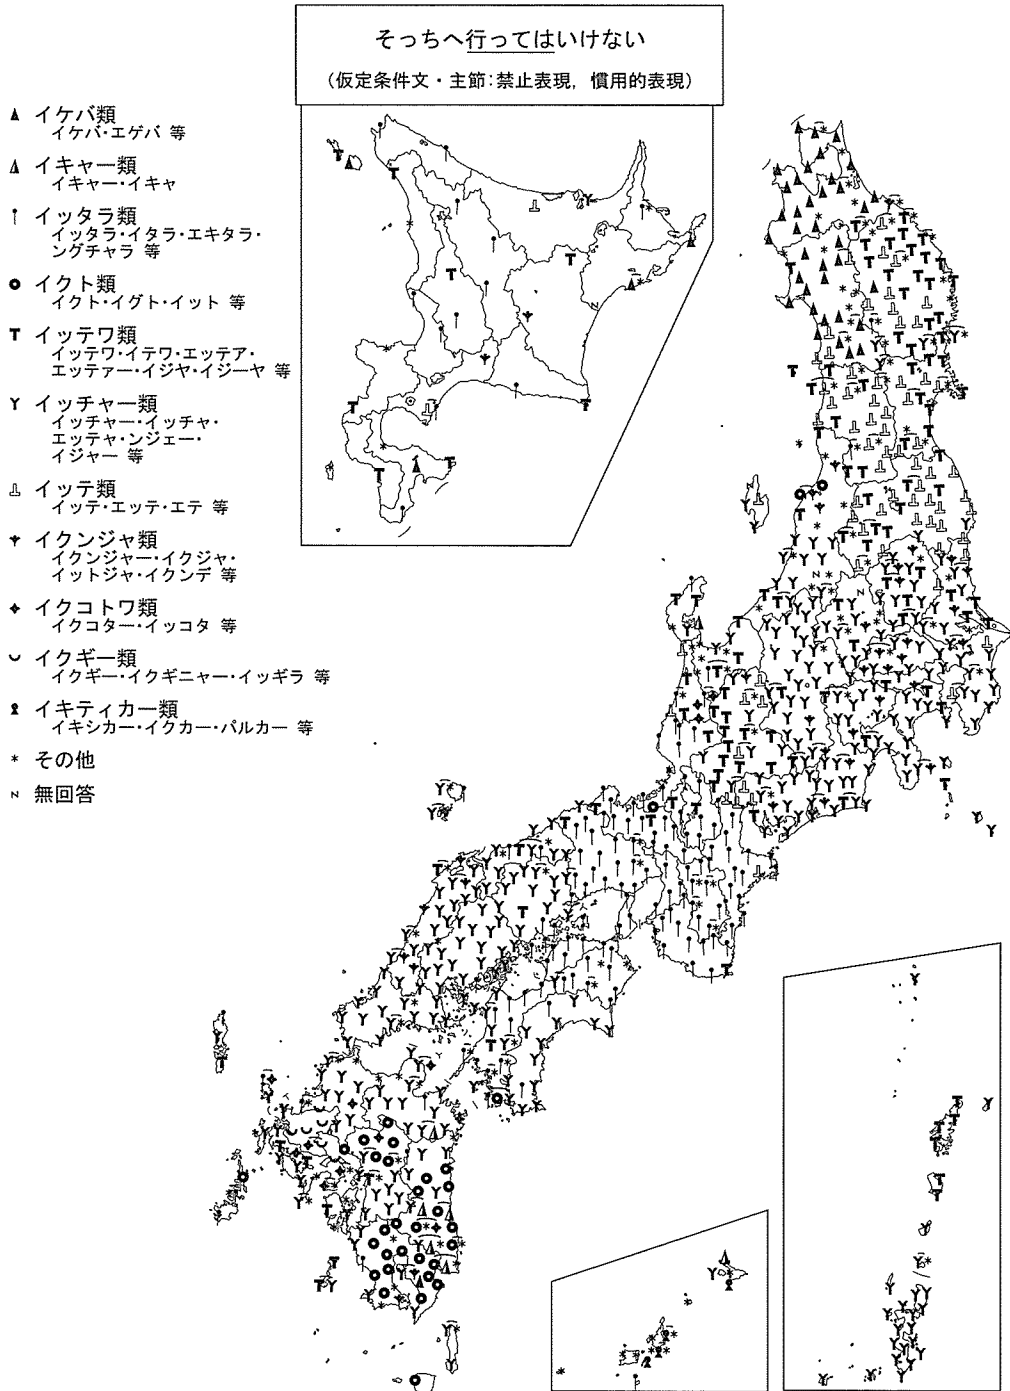 そっちへ行ってはいけない
(仮定条件文・主節:禁止表現, 慣用的表現)
イケバ類
イケバ・エゲバ 等
イキャー類
イキャー・イキャ
イッタラ類
イッタラ・イタラ・エキタラ・
ングチャラ 等
イクト類
イクト・イグト・イット 等
イッテワ類
イッテワ・イテワ・エッテア・
エッテァー・イジヤ・イジーヤ 等
イッチャー類
イッチャー・イッチャ・
エッテャ・ンジェー・
イジャー 等
イッテ類
イッテ・エッテ・エテ 等
イクンジャ類
イクンジャー・イクジャ・
イットジャ・イクンデ 等
イクコトワ類
イクコター・イッコタ 等
イクギー類
イクギー・イクギニャー・イッギラ 等
イキティカー類
イキシカー・イクカー・パルカー 等
* その他
N 無回答